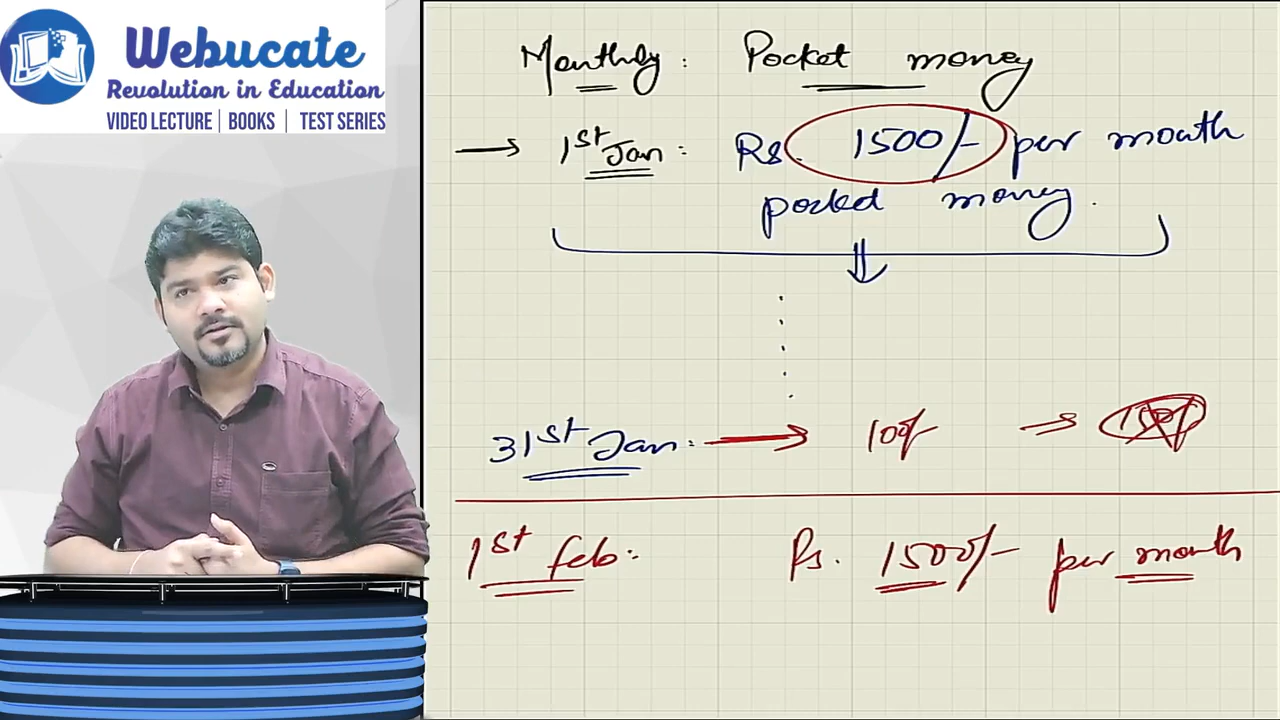 Webucate
Revolution in Education
VIDEO LECTURE | BOOKS | TEST SERIES
Monthly : Pocket money
→ 1st Jan : Rs. 1500/- per month
pocket money.
31st Jan : → 100/- ⇒ 1500/-
1st feb : Rs. 1500/- per month